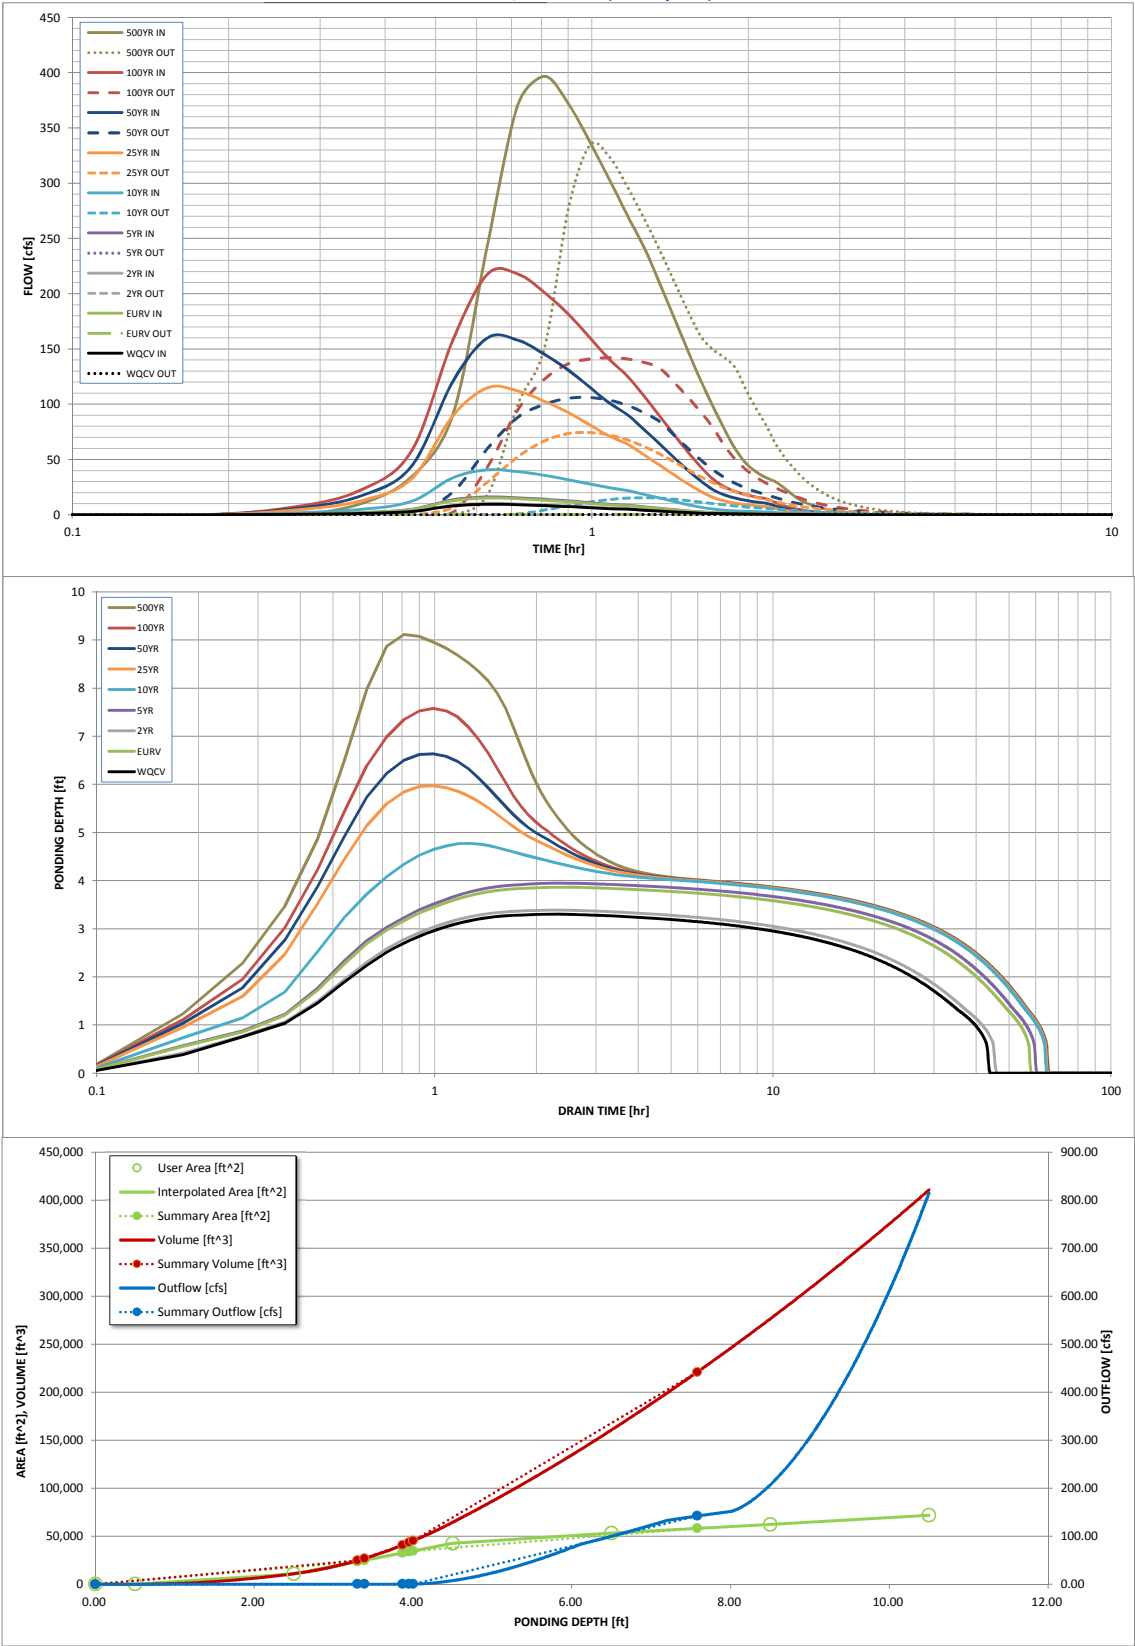 450
400
350
300
250
200
150
100
50
0
FLOW [cfs]
500YR IN
500YR OUT
100YR IN
100YR OUT
50YR IN
50YR OUT
25YR IN
25YR OUT
10YR IN
10YR OUT
5YR IN
5YR OUT
2YR IN
2YR OUT
EURV IN
EURV OUT
WQCV IN
WQCV OUT
0.1
1
10
TIME [hr]
10
9
8
7
6
5
4
3
2
1
0
PONDING DEPTH [ft]
500YR
100YR
50YR
25YR
10YR
5YR
2YR
EURV
WQCV
0.1
1
10
100
DRAIN TIME [hr]
450,000
400,000
350,000
300,000
250,000
200,000
150,000
100,000
50,000
0
AREA [ft^2], VOLUME [ft^3]
User Area [ft^2]
Interpolated Area [ft^2]
Summary Area [ft^2]
Volume [ft^3]
Summary Volume [ft^3]
Outflow [cfs]
Summary Outflow [cfs]
900.00
800.00
700.00
600.00
500.00
400.00
300.00
200.00
100.00
0.00
OUTFLOW [cfs]
0.00
2.00
4.00
6.00
8.00
10.00
12.00
PONDING DEPTH [ft]